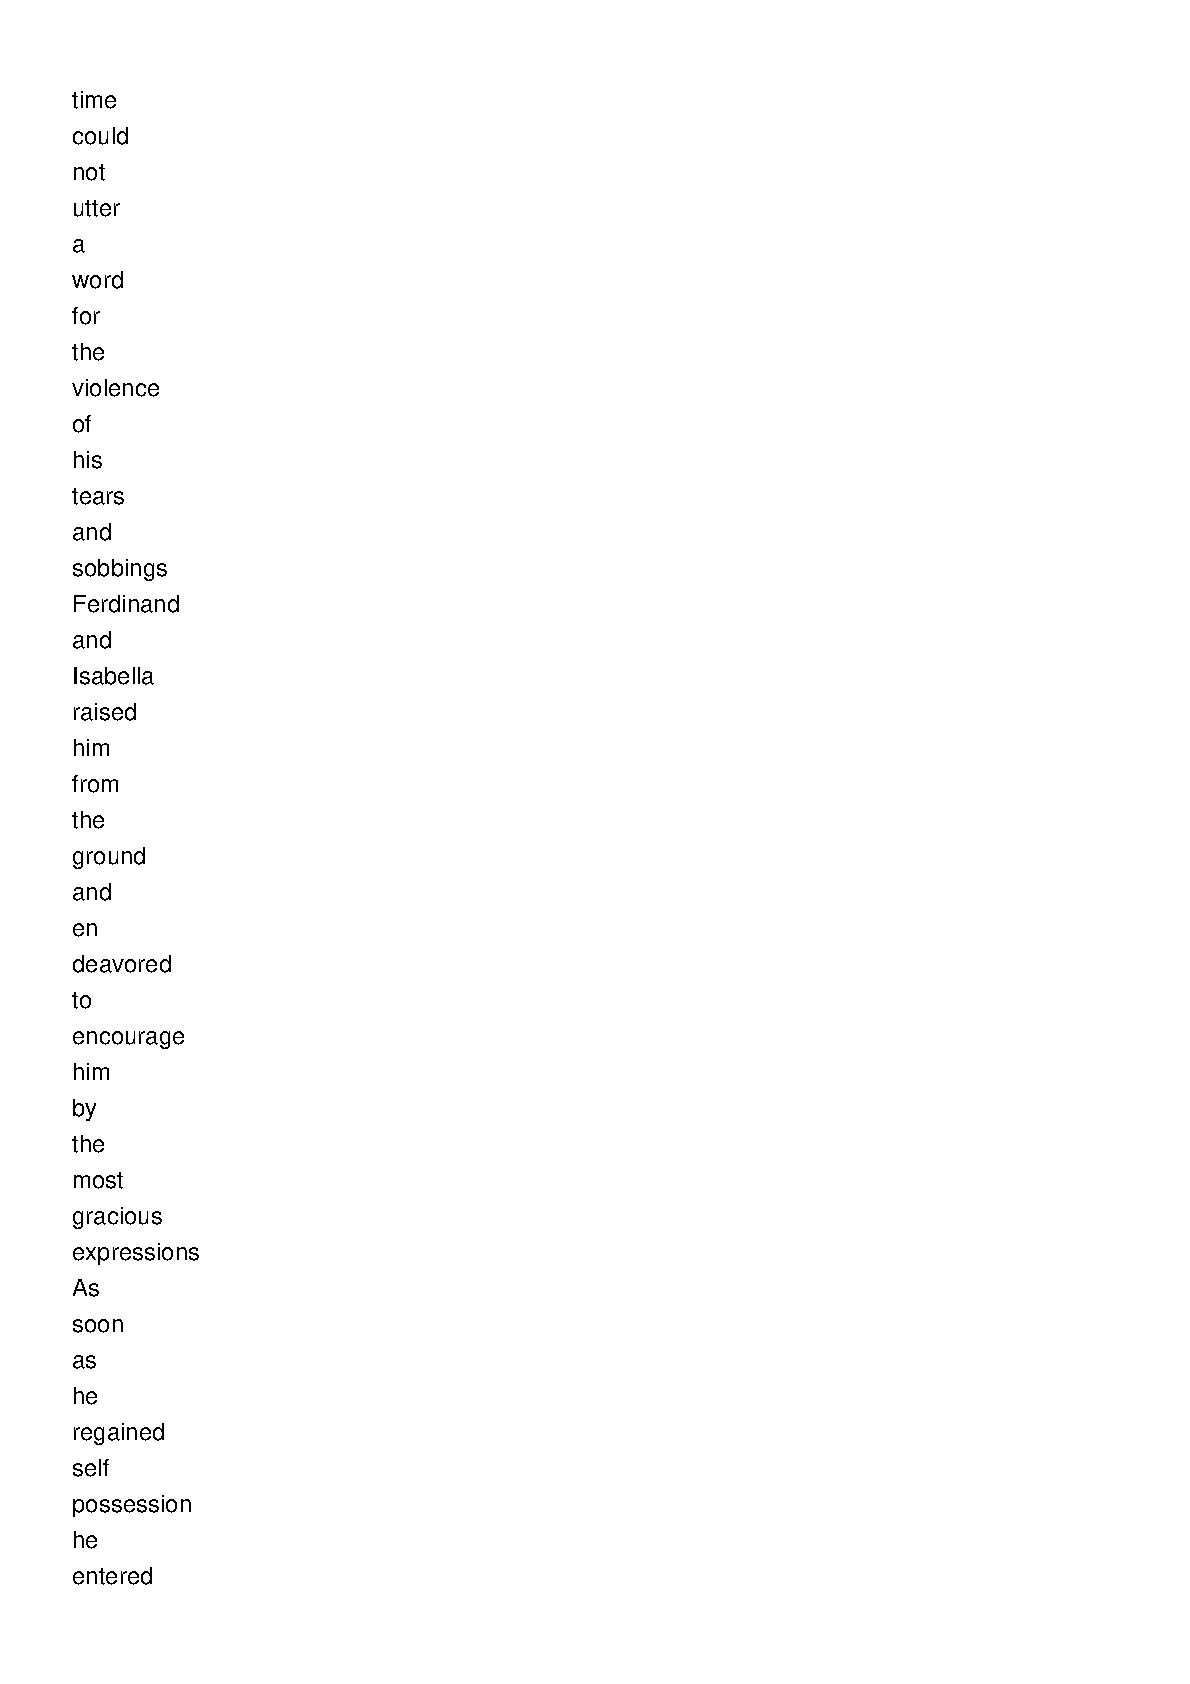 time
could
not
utter
a
word
for
the
violence
of
his
tears
and
sobbings
Ferdinand
and
Isabella
raised
him
from
the
ground
and
en
deavored
to
encourage
him
by
the
most
gracious
expressions
As
soon
as
he
regained
self
possession
he
entered